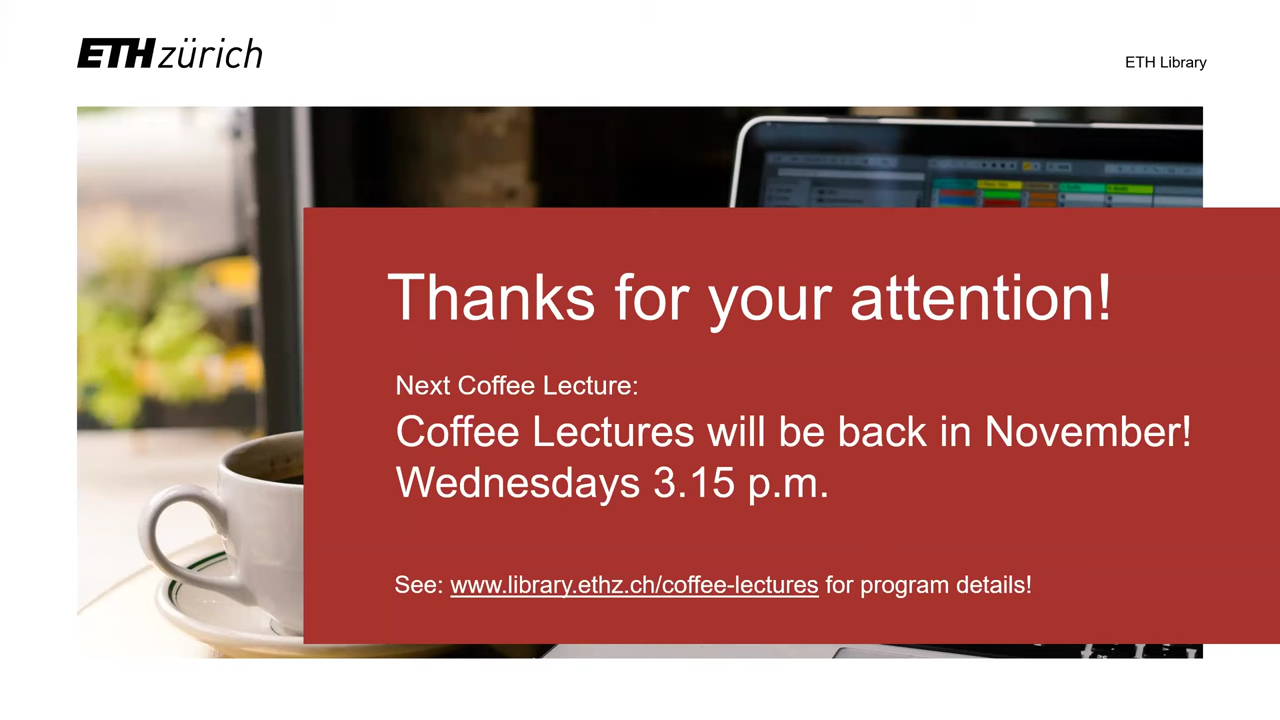 ETH zürich
ETH Library
Thanks for your attention!
Next Coffee Lecture:
Coffee Lectures will be back in November!
Wednesdays 3.15 p.m.
See: www.library.ethz.ch/coffee-lectures for program details!